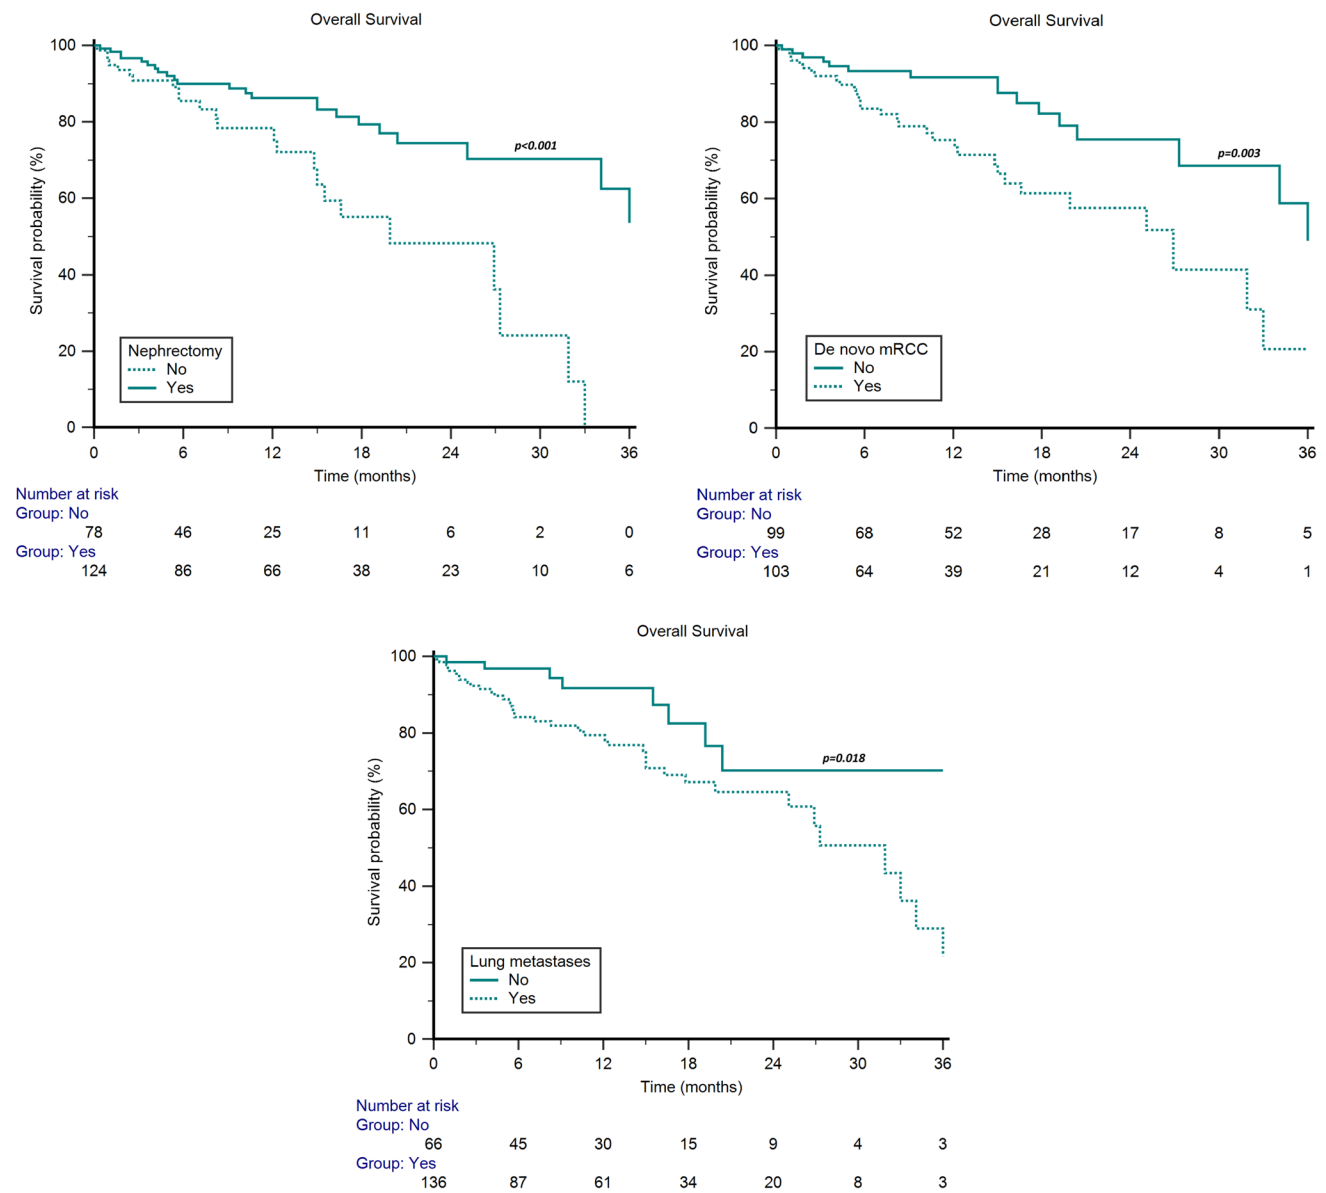 Overall Survival
100
80
60
40
20
0
Survival probability (%)
p<0.001
Nephrectomy
No
Yes
0 6 12 18 24 30 36
Time (months)
Number at risk
Group: No
78 46 25 11 6 2 0
Group: Yes
124 86 66 38 23 10 6
Overall Survival
100
80
60
40
20
0
Survival probability (%)
p=0.003
De novo mRCC
No
Yes
0 6 12 18 24 30 36
Time (months)
Number at risk
Group: No
99 68 52 28 17 8 5
Group: Yes
103 64 39 21 12 4 1
Overall Survival
100
80
60
40
20
0
Survival probability (%)
p=0.018
Lung metastases
No
Yes
0 6 12 18 24 30 36
Time (months)
Number at risk
Group: No
66 45 30 15 9 4 3
Group: Yes
136 87 61 34 20 8 3